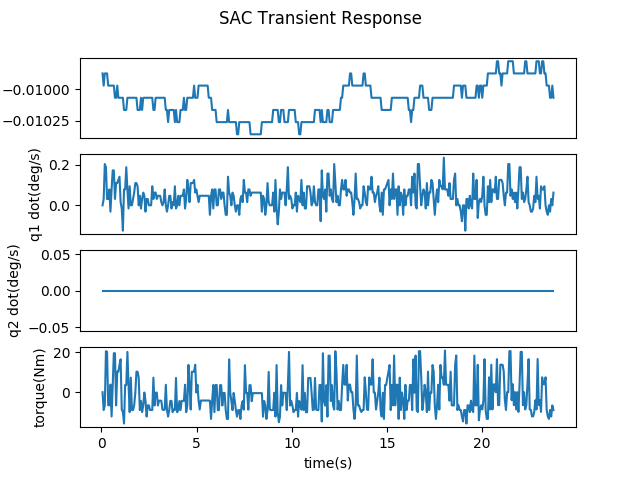 SAC Transient Response
−0.01000
−0.01025
0.2
0.0
q1 dot(deg/s)
0.05
0.00
−0.05
q2 dot(deg/s)
20
0
torque(Nm)
0 5 10 15 20
time(s)